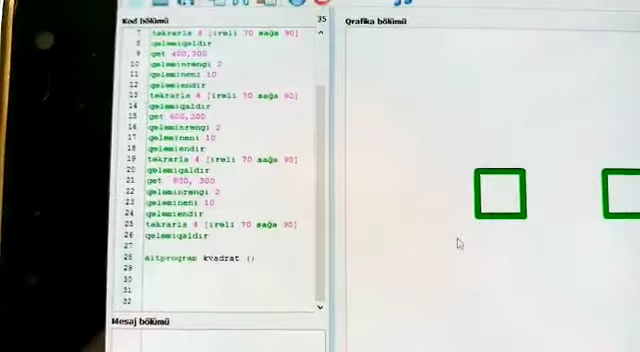 Kod bölümü
35
Qrafika bölümü
7 təkrarla 4 [irəli 70 sağa 90]
8 qələmiqaldır
9 get 400,300
10 qələminrəngi 2
11 qələmineni 10
12 qələmiendir
13 təkrarla 4 [irəli 70 sağa 90]
14 qələmiqaldır
15 get 600,300
16 qələminrəngi 2
17 qələmineni 10
18 qələmiendir
19 təkrarla 4 [irəli 70 sağa 90]
20 qələmiqaldır
21 get 800, 300
22 qələminrəngi 2
23 qələmineni 10
24 qələmiendir
25 təkrarla 4 [irəli 70 sağa 90]
26 qələmiqaldır
27
28 altproqram kvadrat ()
29
30
31
32
Mesaj bölümü